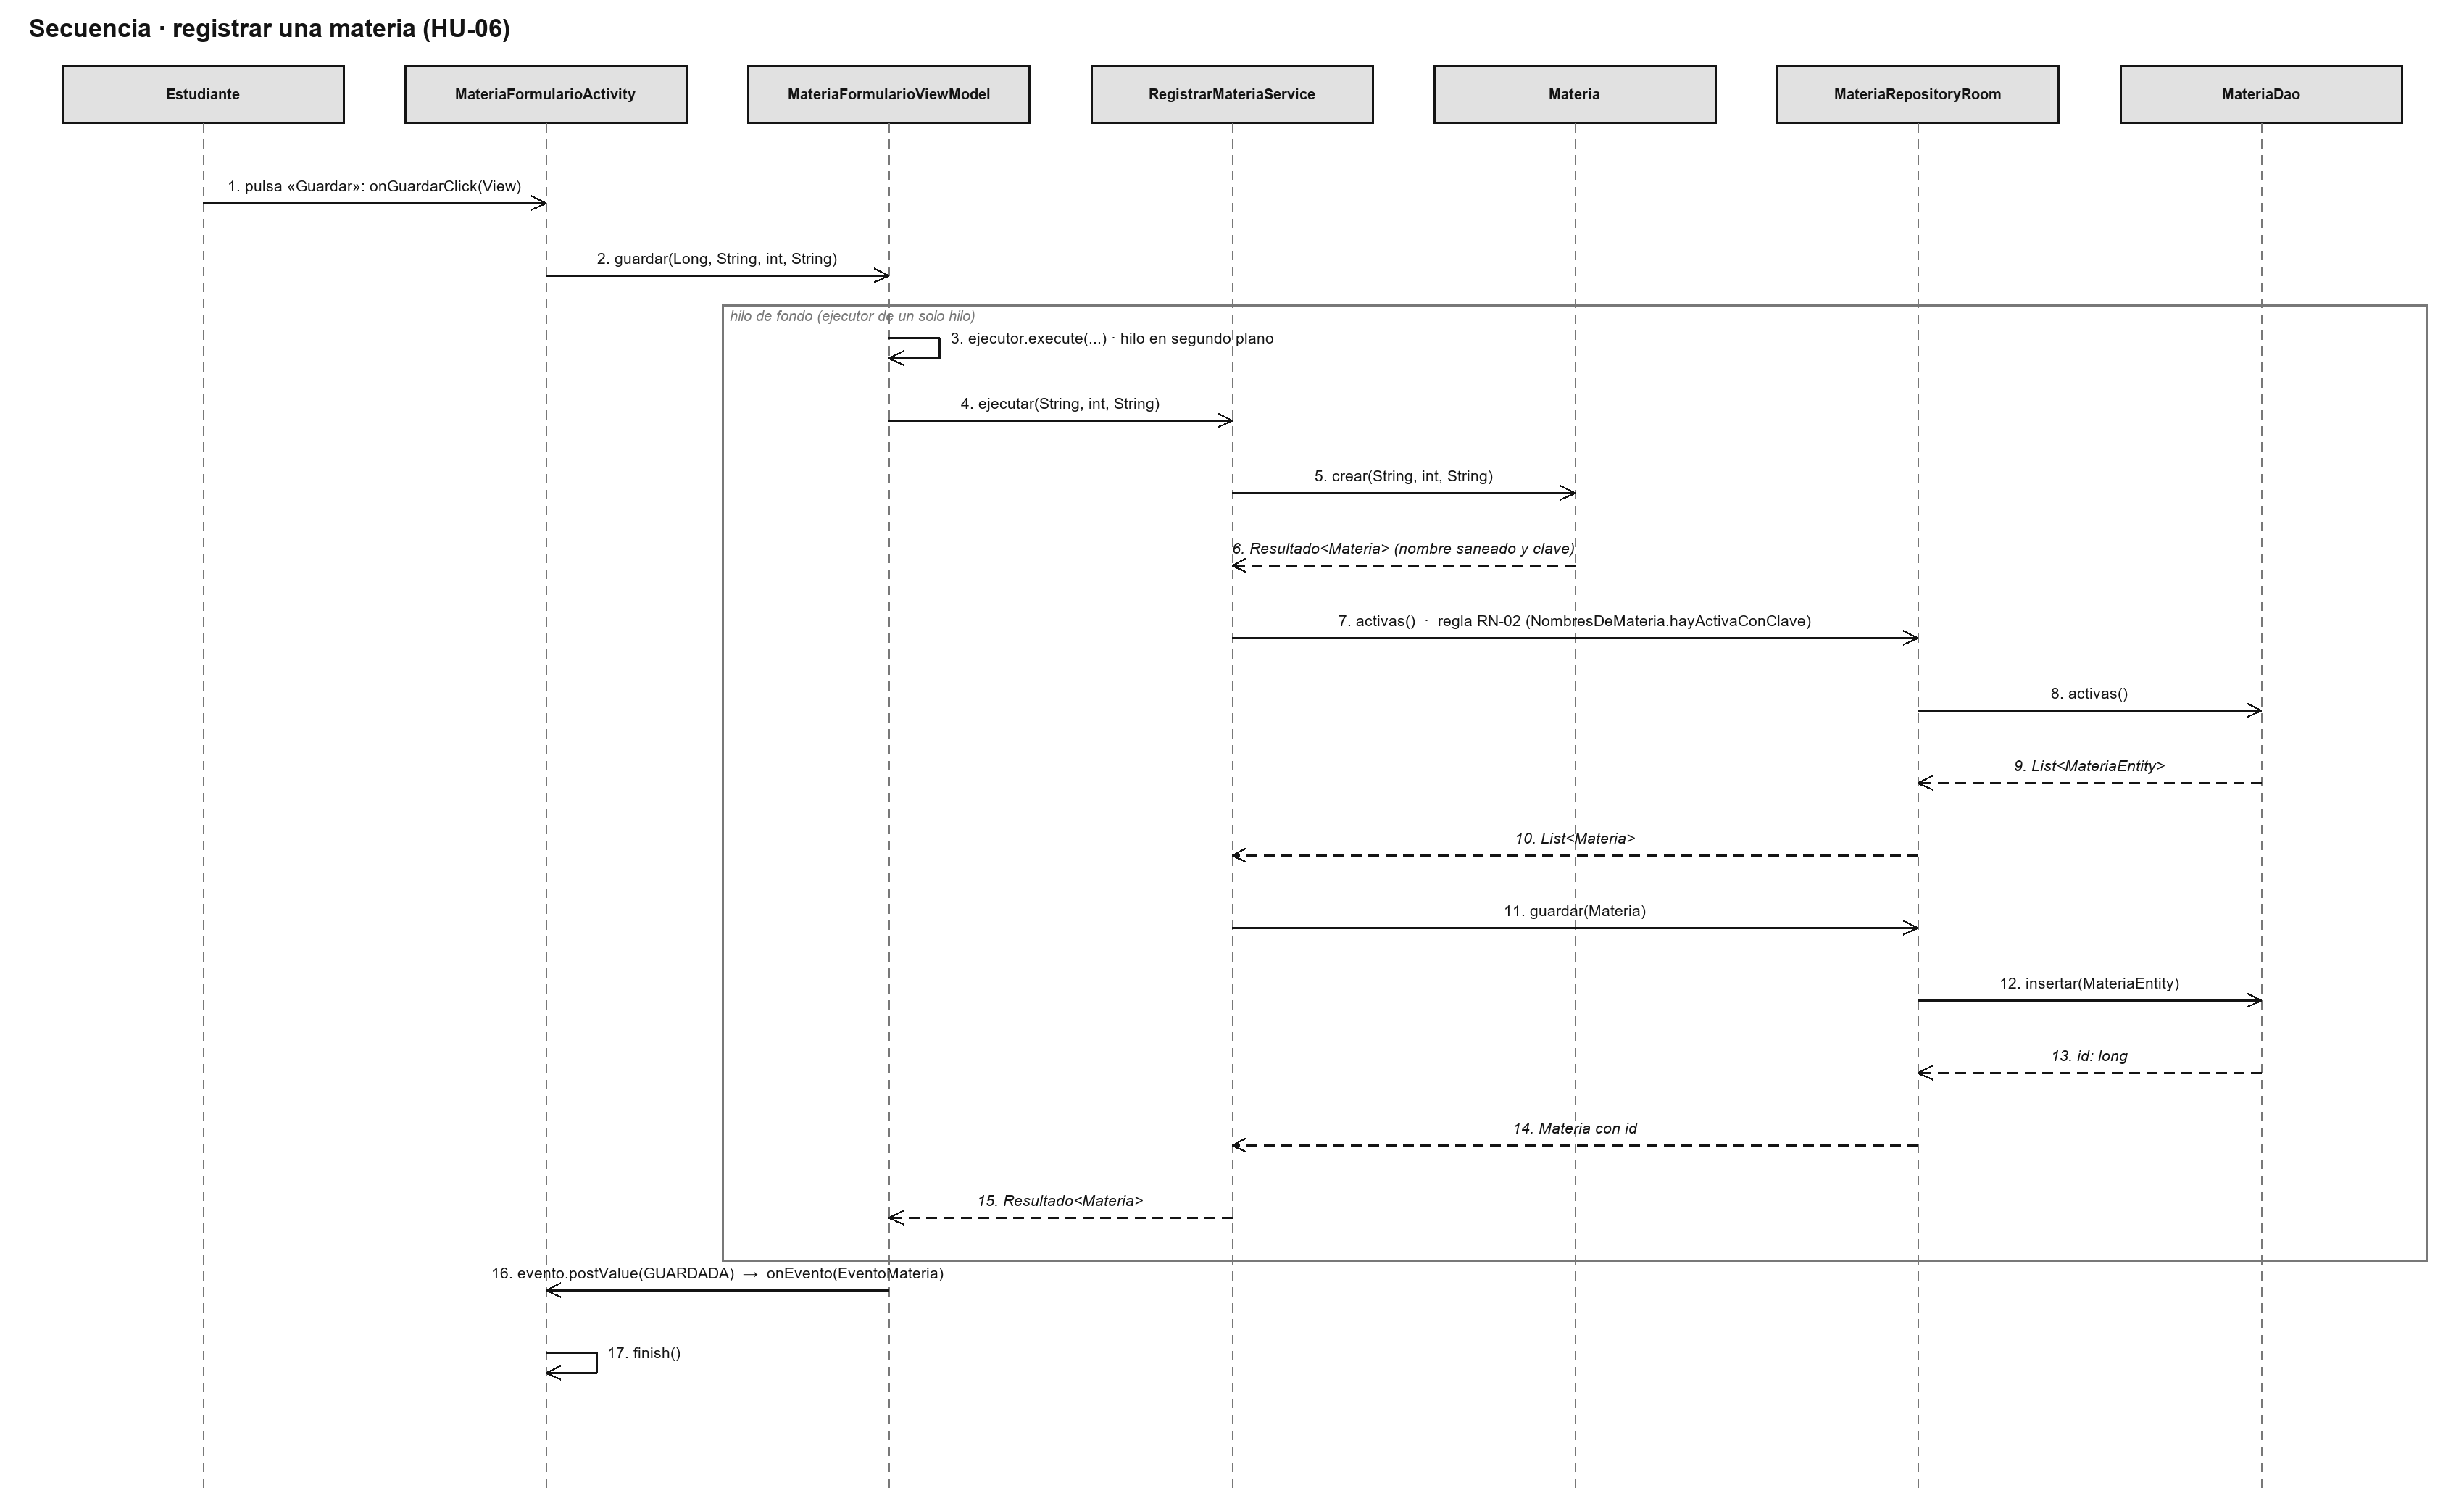 Secuencia · registrar una materia (HU-06)
Estudiante
MateriaFormularioActivity
MateriaFormularioViewModel
RegistrarMateriaService
Materia
MateriaRepositoryRoom
MateriaDao
1. pulsa «Guardar»: onGuardarClick(View)
2. guardar(Long, String, int, String)
hilo de fondo (ejecutor de un solo hilo)
3. ejecutor.execute(...) · hilo en segundo plano
4. ejecutar(String, int, String)
5. crear(String, int, String)
6. Resultado<Materia> (nombre saneado y clave)
7. activas() · regla RN-02 (NombresDeMateria.hayActivaConClave)
8. activas()
9. List<MateriaEntity>
10. List<Materia>
11. guardar(Materia)
12. insertar(MateriaEntity)
13. id: long
14. Materia con id
15. Resultado<Materia>
16. evento.postValue(GUARDADA) → onEvento(EventoMateria)
17. finish()